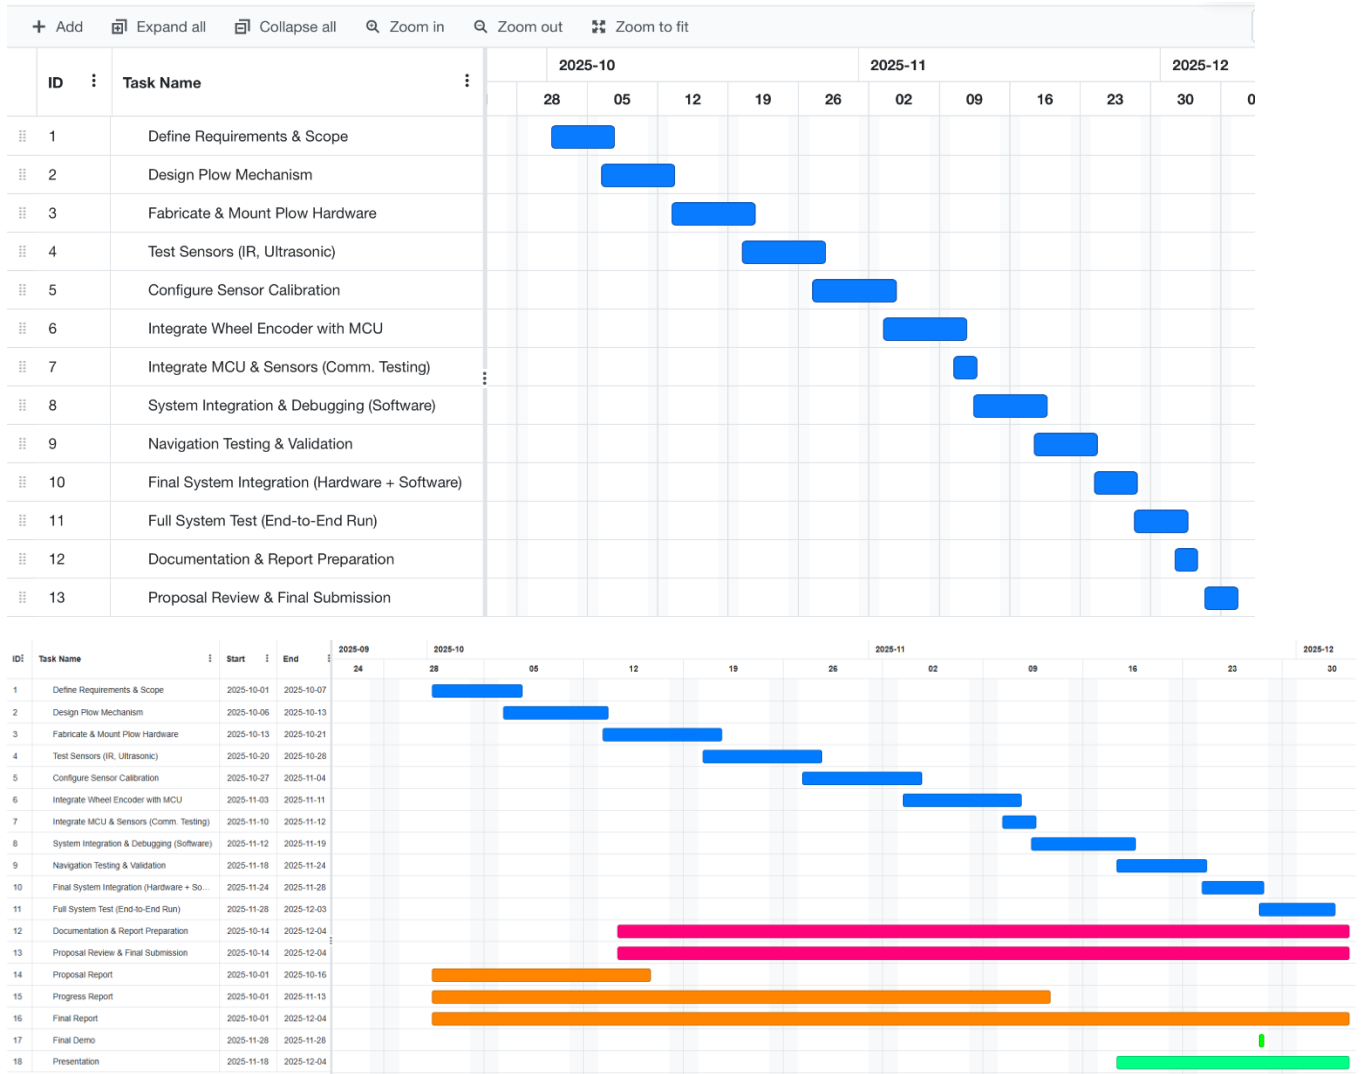 Add Expand all Collapse all Zoom in Zoom out Zoom to fit
2025-10 2025-11 2025-12
ID Task Name
28 05 12 19 26 02 09 16 23 30 0
1 Define Requirements & Scope
2 Design Plow Mechanism
3 Fabricate & Mount Plow Hardware
4 Test Sensors (IR, Ultrasonic)
5 Configure Sensor Calibration
6 Integrate Wheel Encoder with MCU
7 Integrate MCU & Sensors (Comm. Testing)
8 System Integration & Debugging (Software)
9 Navigation Testing & Validation
10 Final System Integration (Hardware + Software)
11 Full System Test (End-to-End Run)
12 Documentation & Report Preparation
13 Proposal Review & Final Submission
2025-09 2025-10 2025-11 2025-12
ID Task Name Start End
24 28 05 12 19 26 02 09 16 23 30
1 Define Requirements & Scope 2025-10-01 2025-10-07
2 Design Plow Mechanism 2025-10-06 2025-10-13
3 Fabricate & Mount Plow Hardware 2025-10-13 2025-10-21
4 Test Sensors (IR, Ultrasonic) 2025-10-20 2025-10-28
5 Configure Sensor Calibration 2025-10-27 2025-11-04
6 Integrate Wheel Encoder with MCU 2025-11-03 2025-11-11
7 Integrate MCU & Sensors (Comm. Testing) 2025-11-10 2025-11-12
8 System Integration & Debugging (Software) 2025-11-12 2025-11-19
9 Navigation Testing & Validation 2025-11-18 2025-11-24
10 Final System Integration (Hardware + So... 2025-11-24 2025-11-28
11 Full System Test (End-to-End Run) 2025-11-28 2025-12-03
12 Documentation & Report Preparation 2025-10-14 2025-12-04
13 Proposal Review & Final Submission 2025-10-14 2025-12-04
14 Proposal Report 2025-10-01 2025-10-16
15 Progress Report 2025-10-01 2025-11-13
16 Final Report 2025-10-01 2025-12-04
17 Final Demo 2025-11-28 2025-11-28
18 Presentation 2025-11-18 2025-12-04